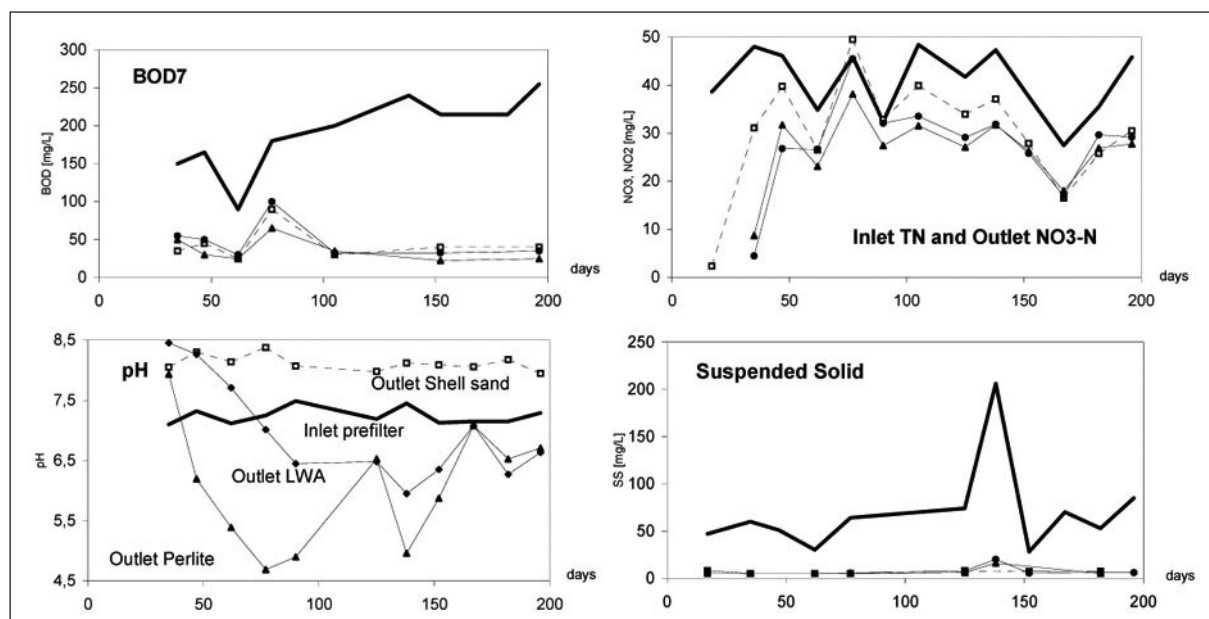 BOD7
BOD [mg/L]
300
250
200
150
100
50
0
0 50 100 150 200
days
Inlet TN and Outlet NO3-N
NO3, NO2 [mg/L]
50
40
30
20
10
0
0 50 100 150 200
days
pH
pH
8,5
7,5
6,5
5,5
4,5
Outlet Shell sand
Inlet prefilter
Outlet LWA
Outlet Perlite
0 50 100 150 200
days
Suspended Solid
SS [mg/L]
250
200
150
100
50
0
0 50 100 150 200
days